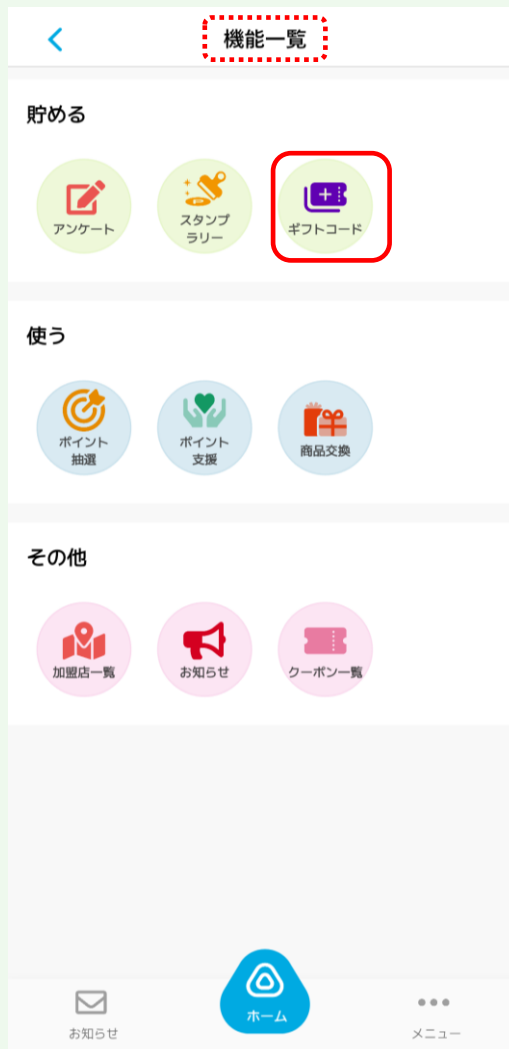 機能一覧
貯める
アンケート
スタンプ
ラリー
ギフトコード
使う
ポイント
抽選
ポイント
支援
商品交換
その他
加盟店一覧
お知らせ
クーポン一覧
お知らせ
ホーム
メニュー